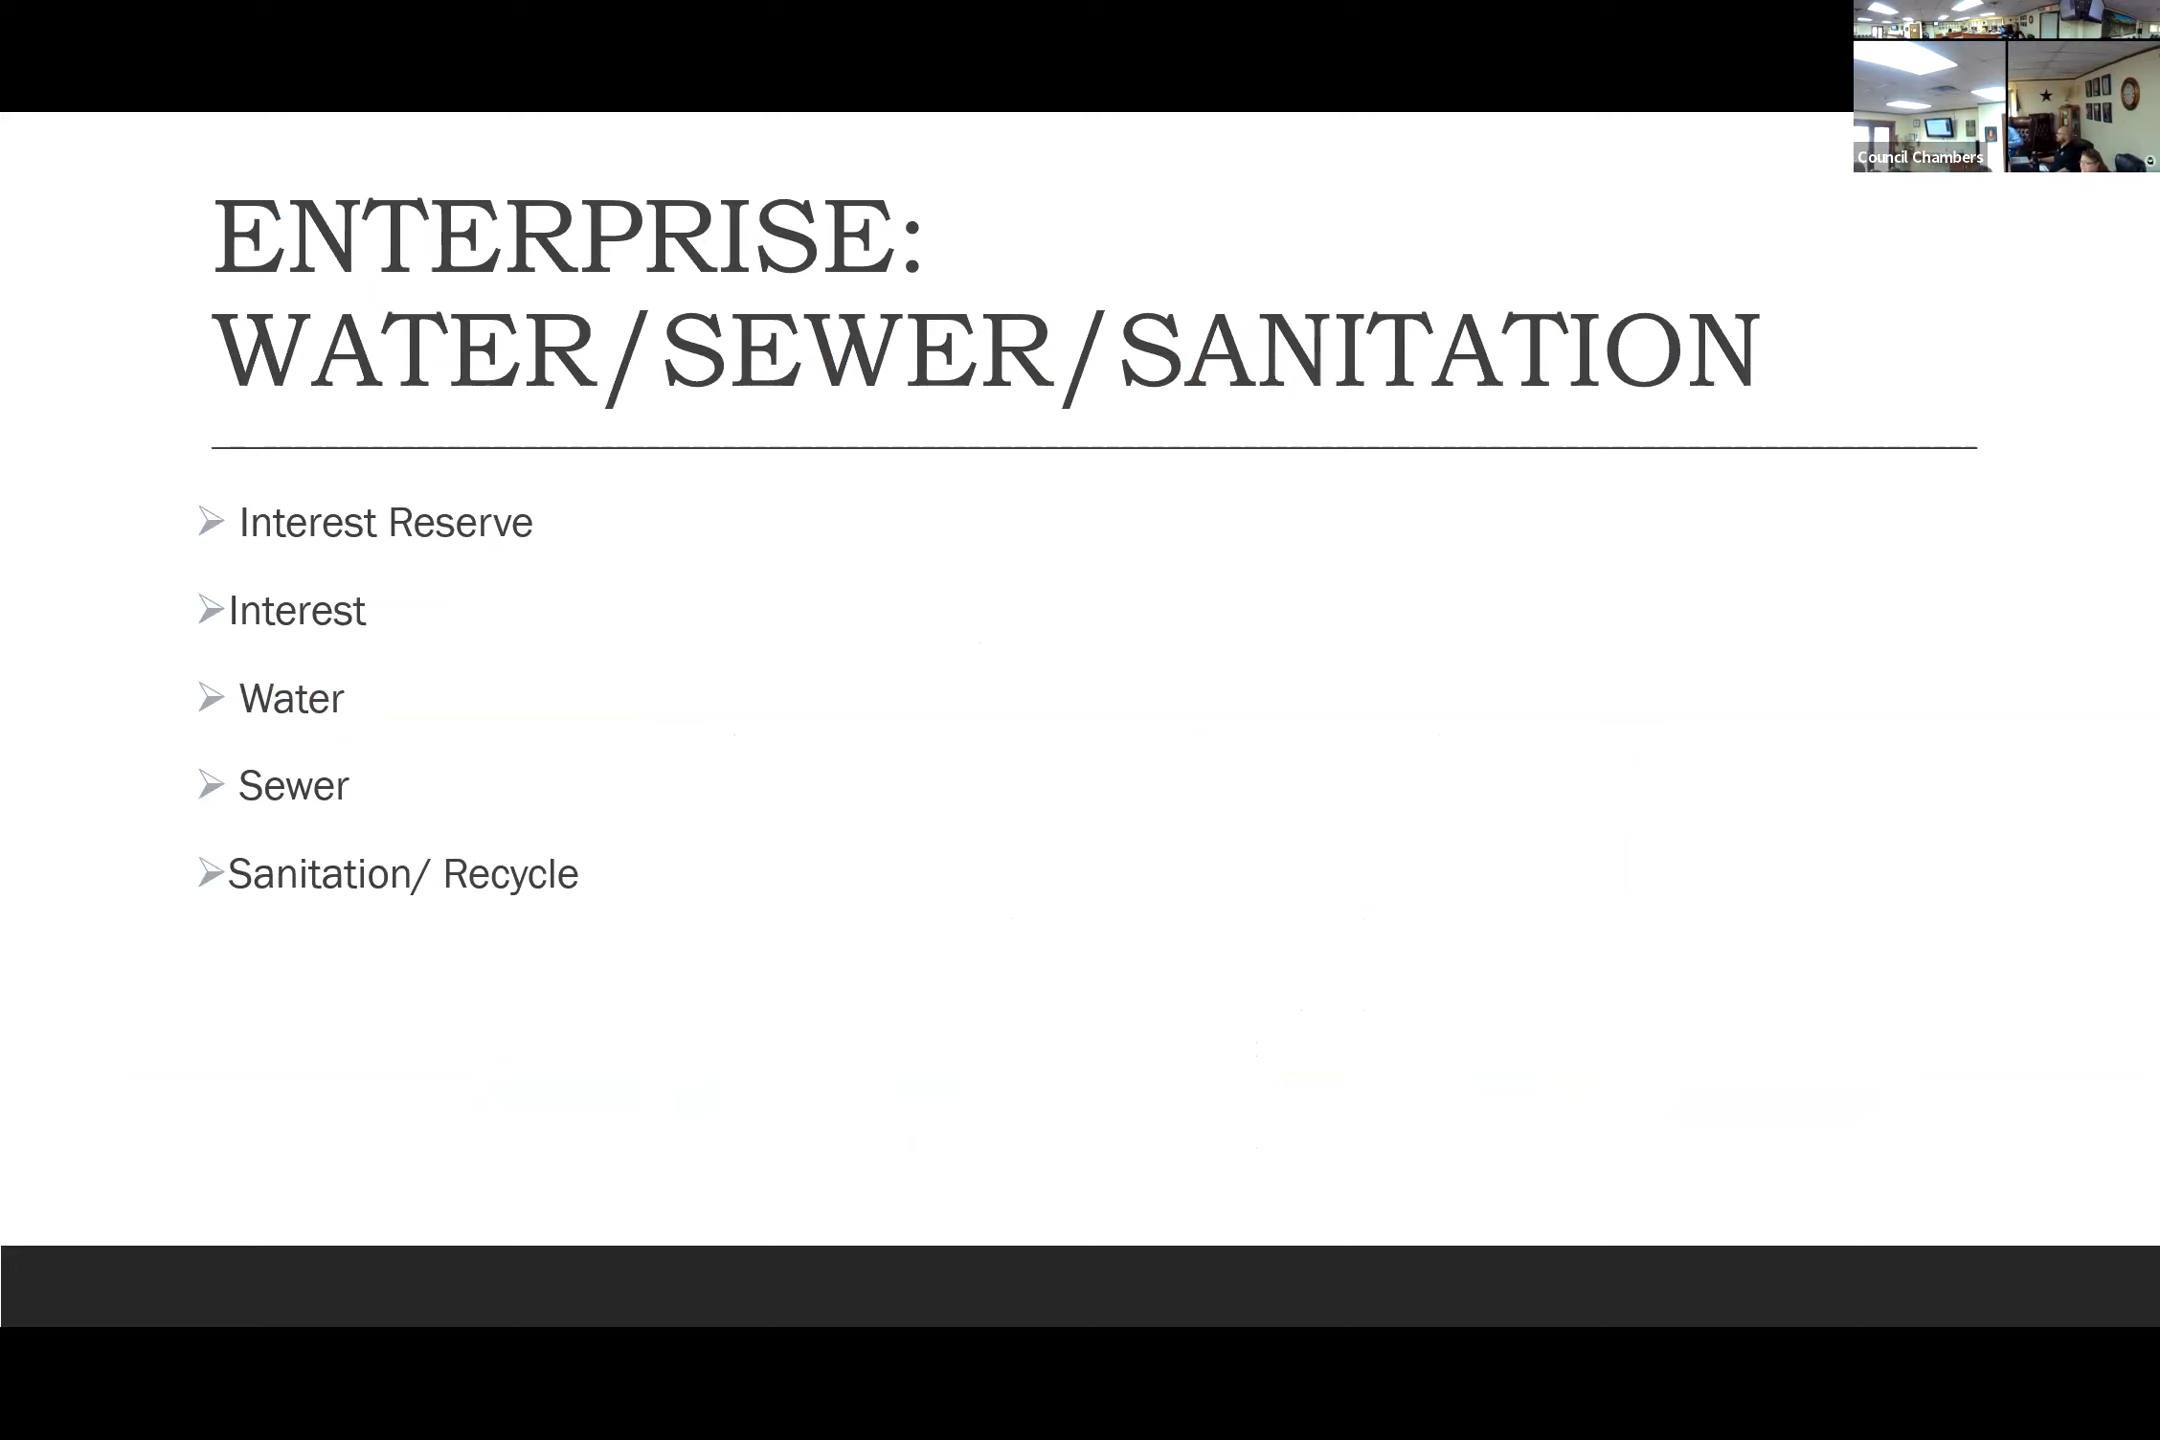 Council Chambers
ENTERPRISE:
WATER/SEWER/SANITATION
Interest Reserve
Interest
Water
Sewer
Sanitation/ Recycle